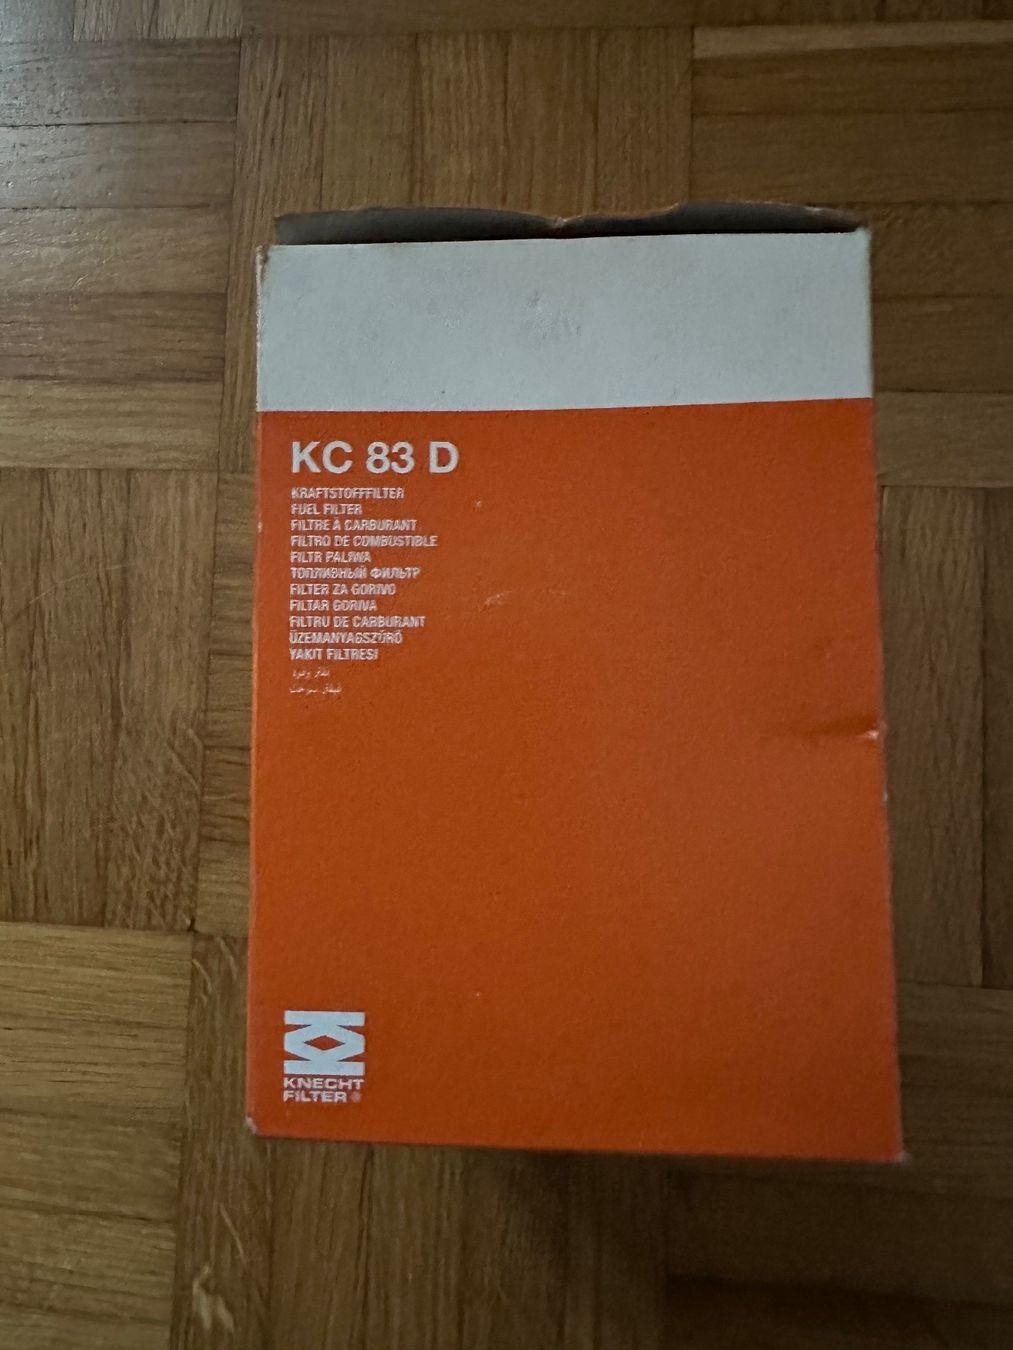 KC 83 D
KRAFTSTOFFFILTER
FUEL FILTER
FILTRE À CARBURANT
FILTRO DE COMBUSTIBLE
FILTR PALIWA
ТОПЛИВНЫЙ ФИЛЬТР
FILTER ZA GORIVO
FILTAR GORIVA
FILTRU DE CARBURANT
ÜZEMANYAGSZŰRŐ
YAKIT FILTRESI
KNECHT
FILTER®